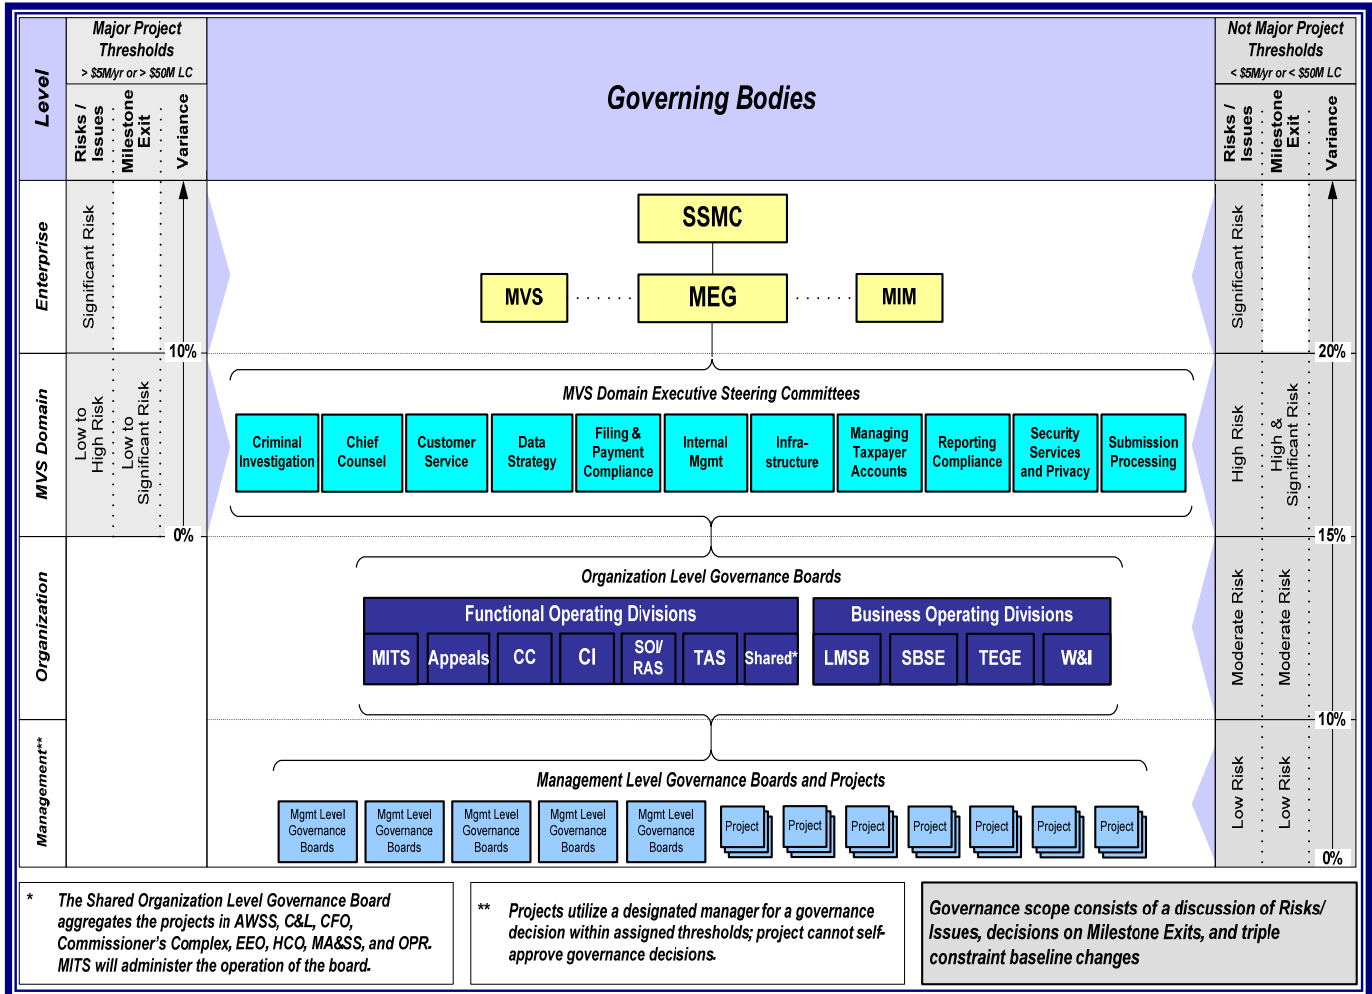 Level
Major Project
Thresholds
> $5M/yr or > $50M LC
Risks /
Issues
Milestone
Exit
Variance
Governing Bodies
Not Major Project
Thresholds
< $5M/yr or < $50M LC
Risks /
Issues
Milestone
Exit
Variance
Enterprise
Significant Risk
10%
SSMC
MVS
MEG
MIM
Significant Risk
20%
MVS Domain
Low to
High Risk
Low to
Significant Risk
0%
MVS Domain Executive Steering Committees
Criminal
Investigation
Chief
Counsel
Customer
Service
Data
Strategy
Filing &
Payment
Compliance
Internal
Mgmt
Infra-
structure
Managing
Taxpayer
Accounts
Reporting
Compliance
Security
Services
and Privacy
Submission
Processing
High Risk
High &
Significant Risk
15%
Organization
Organization Level Governance Boards
Functional Operating Divisions
MITS
Appeals
CC
CI
SOI/
RAS
TAS
Shared*
Business Operating Divisions
LMSB
SBSE
TEGE
W&I
Moderate Risk
Moderate Risk
10%
Management**
Management Level Governance Boards and Projects
Mgmt Level
Governance
Boards
Mgmt Level
Governance
Boards
Mgmt Level
Governance
Boards
Mgmt Level
Governance
Boards
Mgmt Level
Governance
Boards
Project
Project
Project
Project
Project
Project
Project
Low Risk
Low Risk
0%
* The Shared Organization Level Governance Board
aggregates the projects in AWSS, C&L, CFO,
Commissioner's Complex, EEO, HCO, MA&SS, and OPR.
MITS will administer the operation of the board.
** Projects utilize a designated manager for a governance
decision within assigned thresholds; project cannot self-
approve governance decisions.
Governance scope consists of a discussion of Risks/
Issues, decisions on Milestone Exits, and triple
constraint baseline changes